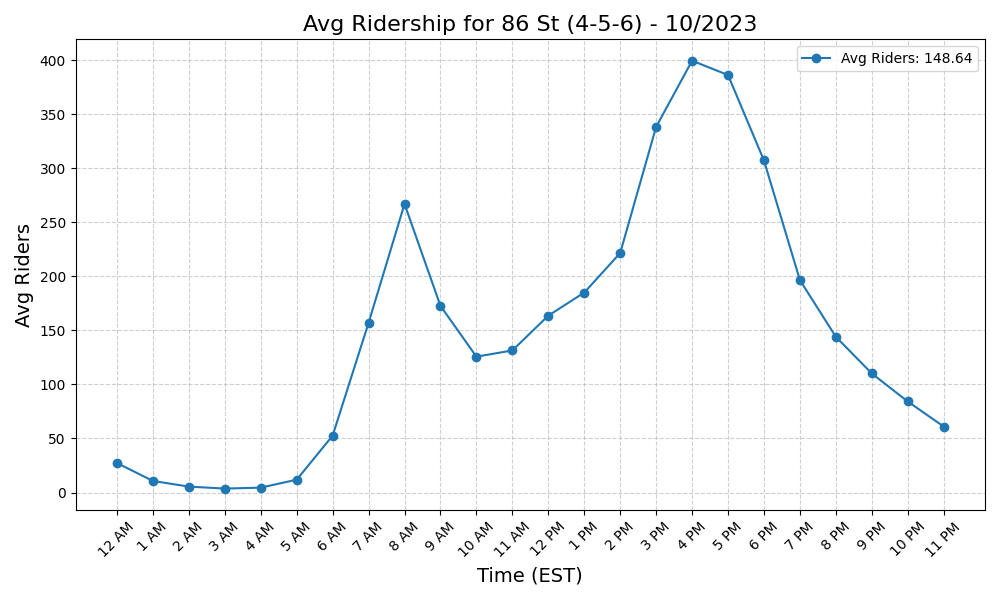 Avg Ridership for 86 St (4-5-6) - 10/2023
Avg Riders: 148.64
Avg Riders
400
350
300
250
200
150
100
50
0
12 AM
1 AM
2 AM
3 AM
4 AM
5 AM
6 AM
7 AM
8 AM
9 AM
10 AM
11 AM
12 PM
1 PM
2 PM
3 PM
4 PM
5 PM
6 PM
7 PM
8 PM
9 PM
10 PM
11 PM
Time (EST)